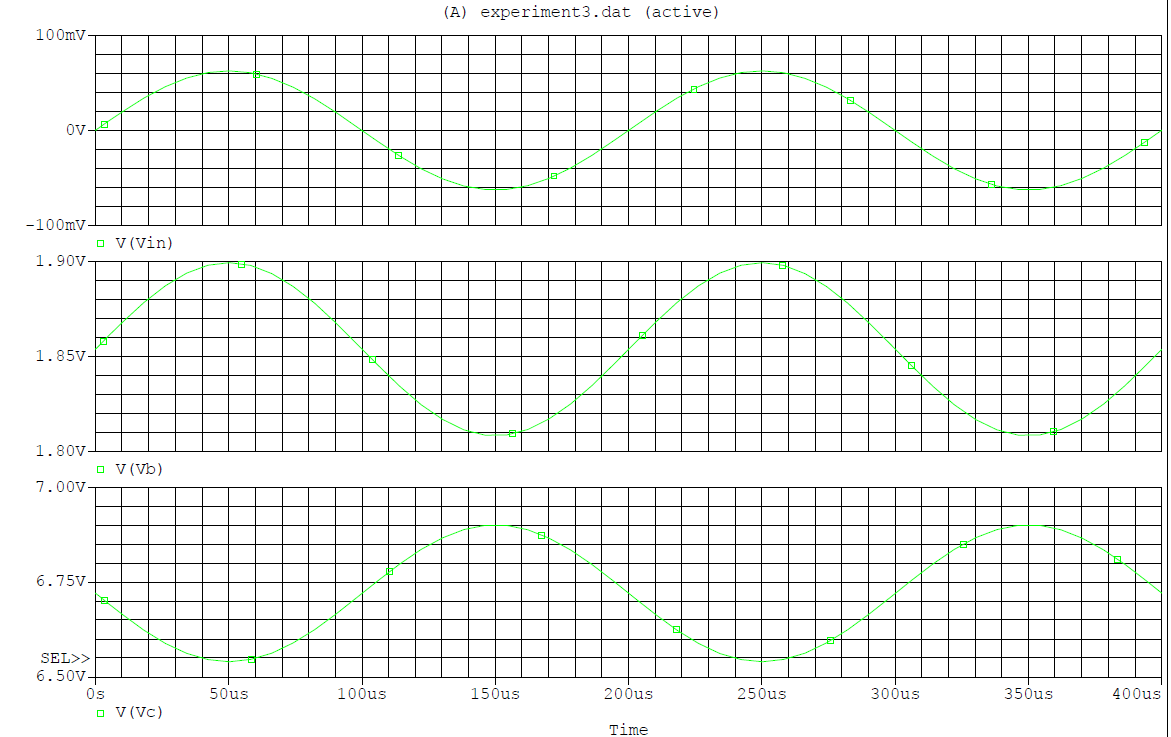 (A) experiment3.dat (active)
100mV
0V
-100mV
V(Vin)
1.90V
1.85V
1.80V
V(Vb)
7.00V
6.75V
SEL>>
6.50V
0s 50us 100us 150us 200us 250us 300us 350us 400us
V(Vc)
Time